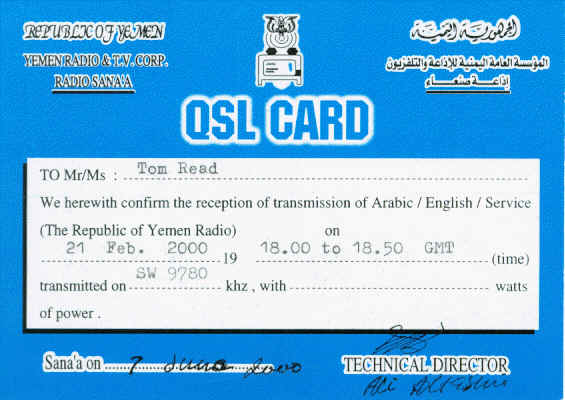 REPUBLIC OF YEMEN
YEMEN RADIO & T.V. CORP.
RADIO SANA'A
الجمهورية اليمنية
المؤسسة العامة اليمنية للإذاعة والتلفزيون
إذاعة صنعاء
QSL CARD
TO Mr/Ms : Tom Read
We herewith confirm the reception of transmission of Arabic / English / Service
(The Republic of Yemen Radio) on
21 Feb. 2000 19 18.00 to 18.50 GMT (time)
transmitted on SW 9780 khz , with watts
of power .
Sana'a on 7 June 2000
TECHNICAL DIRECTOR
Ali